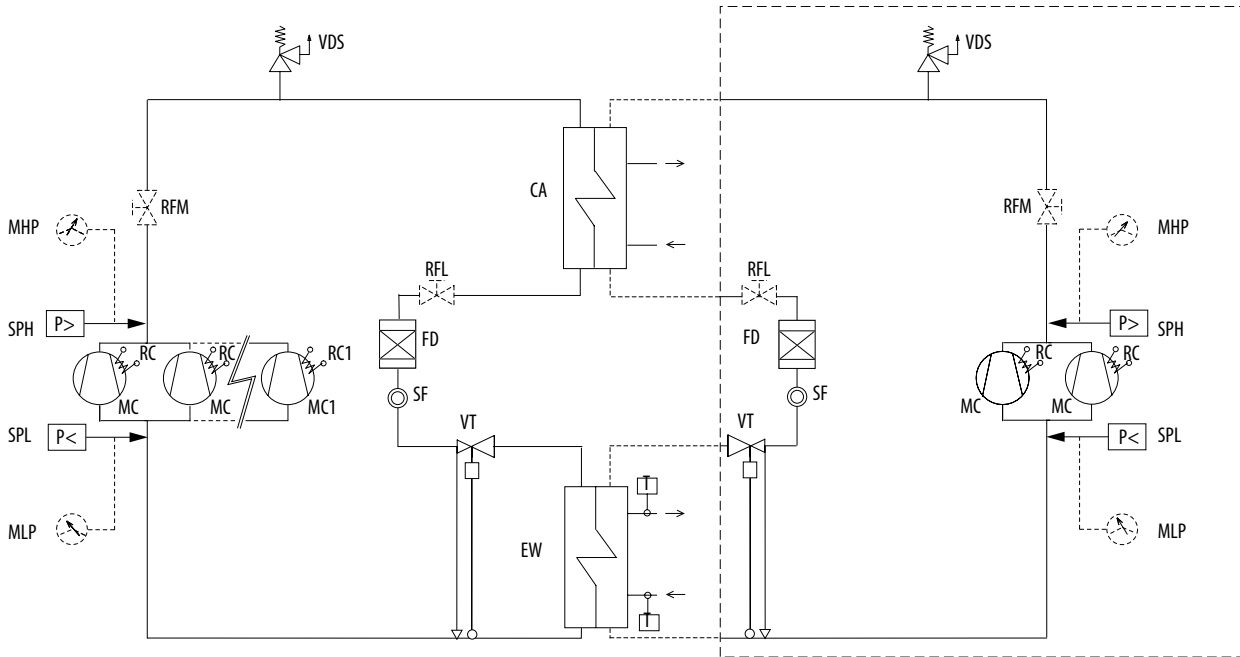 VDS
VDS
CA
RFM
RFM
MHP
MHP
RFL
RFL
SPH
P>
P>
SPH
FD
FD
RC
RC
RC1
RC
RC
MC
MC
MC1
MC
MC
SF
SF
SPL
P<
VT
VT
P<
SPL
T
MLP
MLP
EW
T